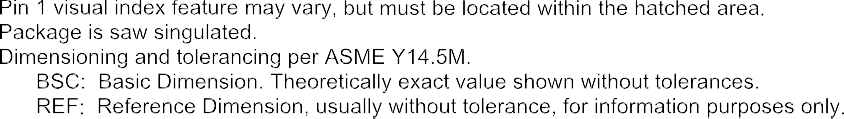 Pin 1 visual index feature may vary, but must be located within the hatched area.
Package is saw singulated.
Dimensioning and tolerancing per ASME Y14.5M.
BSC: Basic Dimension. Theoretically exact value shown without tolerances.
REF: Reference Dimension, usually without tolerance, for information purposes only.